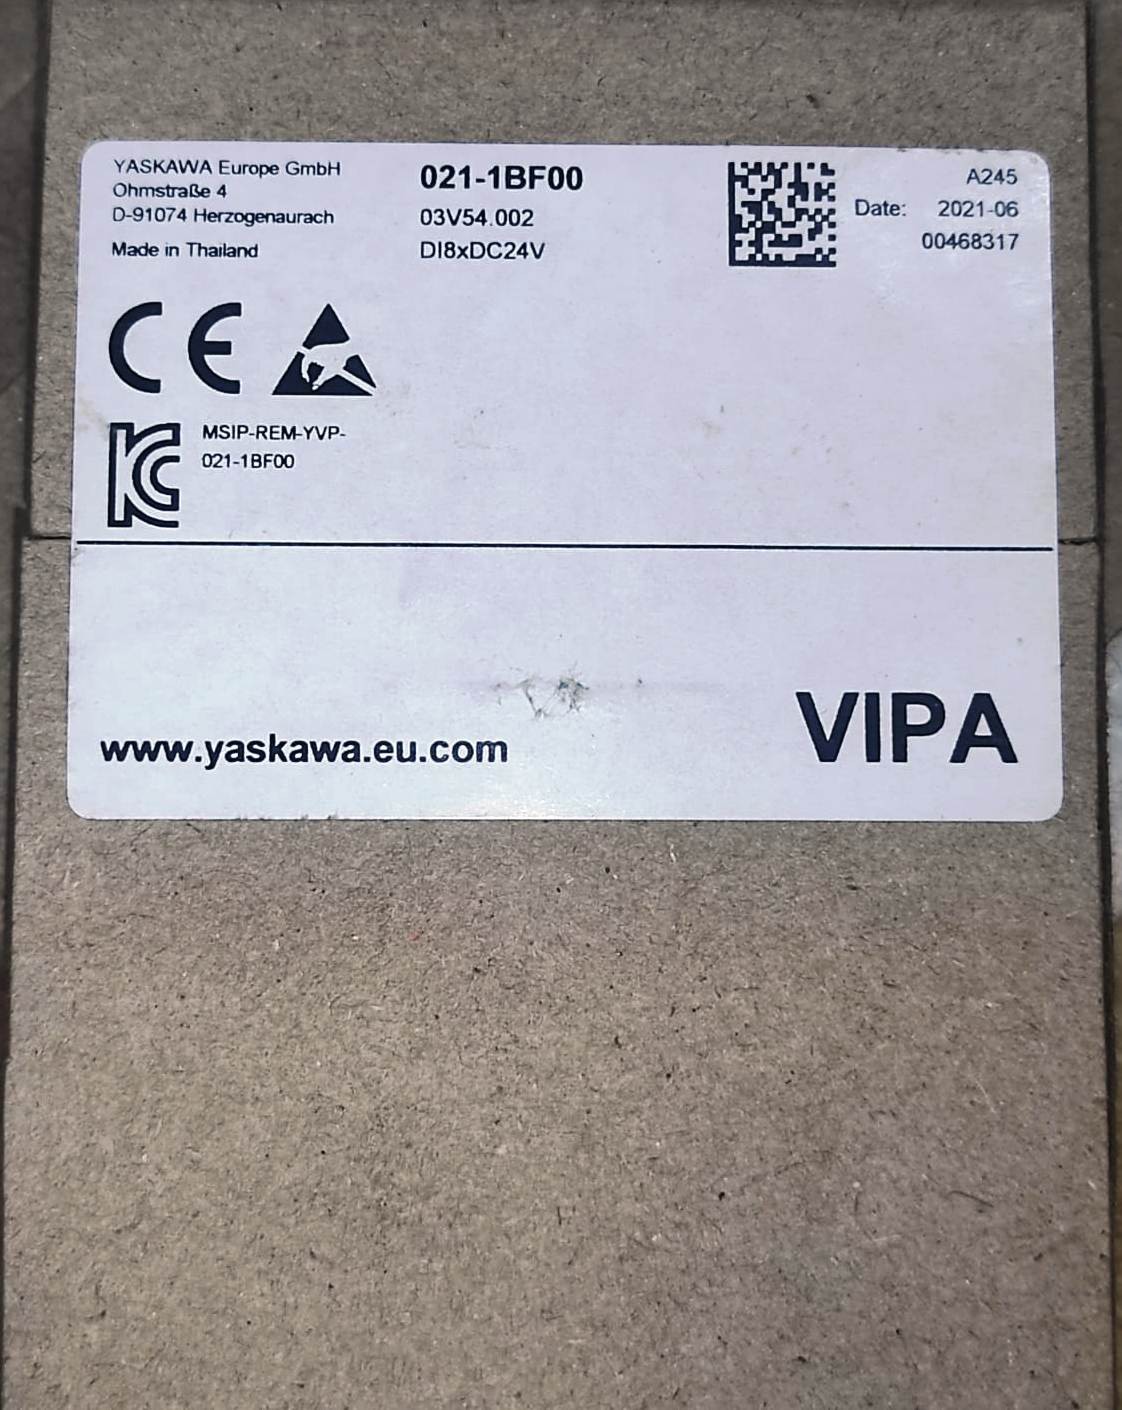 YASKAWA Europe GmbH
Ohmstraße 4
D-91074 Herzogenaurach
Made in Thailand
021-1BF00
03V54.002
DI8xDC24V
A245
Date: 2021-06
00468317
CE
KC
MSIP-REM-YVP-
021-1BF00
www.yaskawa.eu.com
VIPA